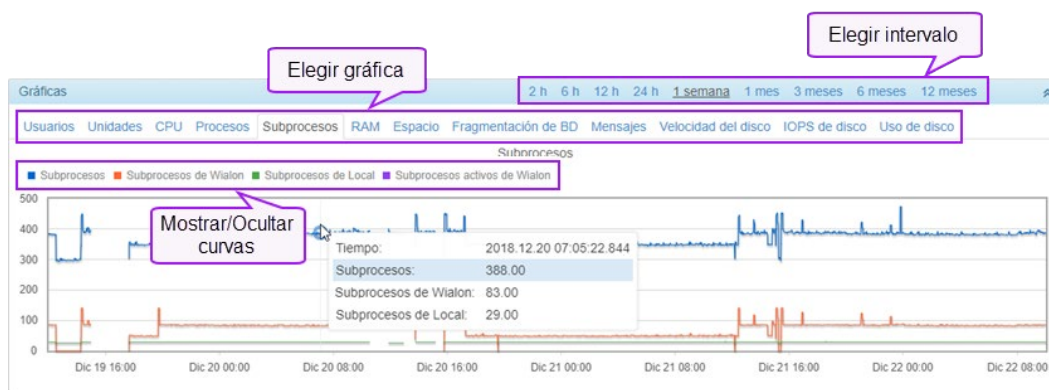 Elegir intervalo
Elegir gráfica
Gráficas 2 h 6 h 12 h 24 h 1 semana 1 mes 3 meses 6 meses 12 meses
Usuarios Unidades CPU Procesos Subprocesos RAM Espacio Fragmentación de BD Mensajes Velocidad del disco IOPS de disco Uso de disco
Subprocesos
Subprocesos Subprocesos de Wialon Subprocesos de Local Subprocesos activos de Wialon
Mostrar/Ocultar
curvas
500
400
300
200
100
0
Tiempo: 2018.12.20 07:05:22.844
Subprocesos: 388.00
Subprocesos de Wialon: 83.00
Subprocesos de Local: 29.00
Dic 19 16:00 Dic 20 00:00 Dic 20 08:00 Dic 20 16:00 Dic 21 00:00 Dic 21 08:00 Dic 21 16:00 Dic 22 00:00 Dic 22 08:00